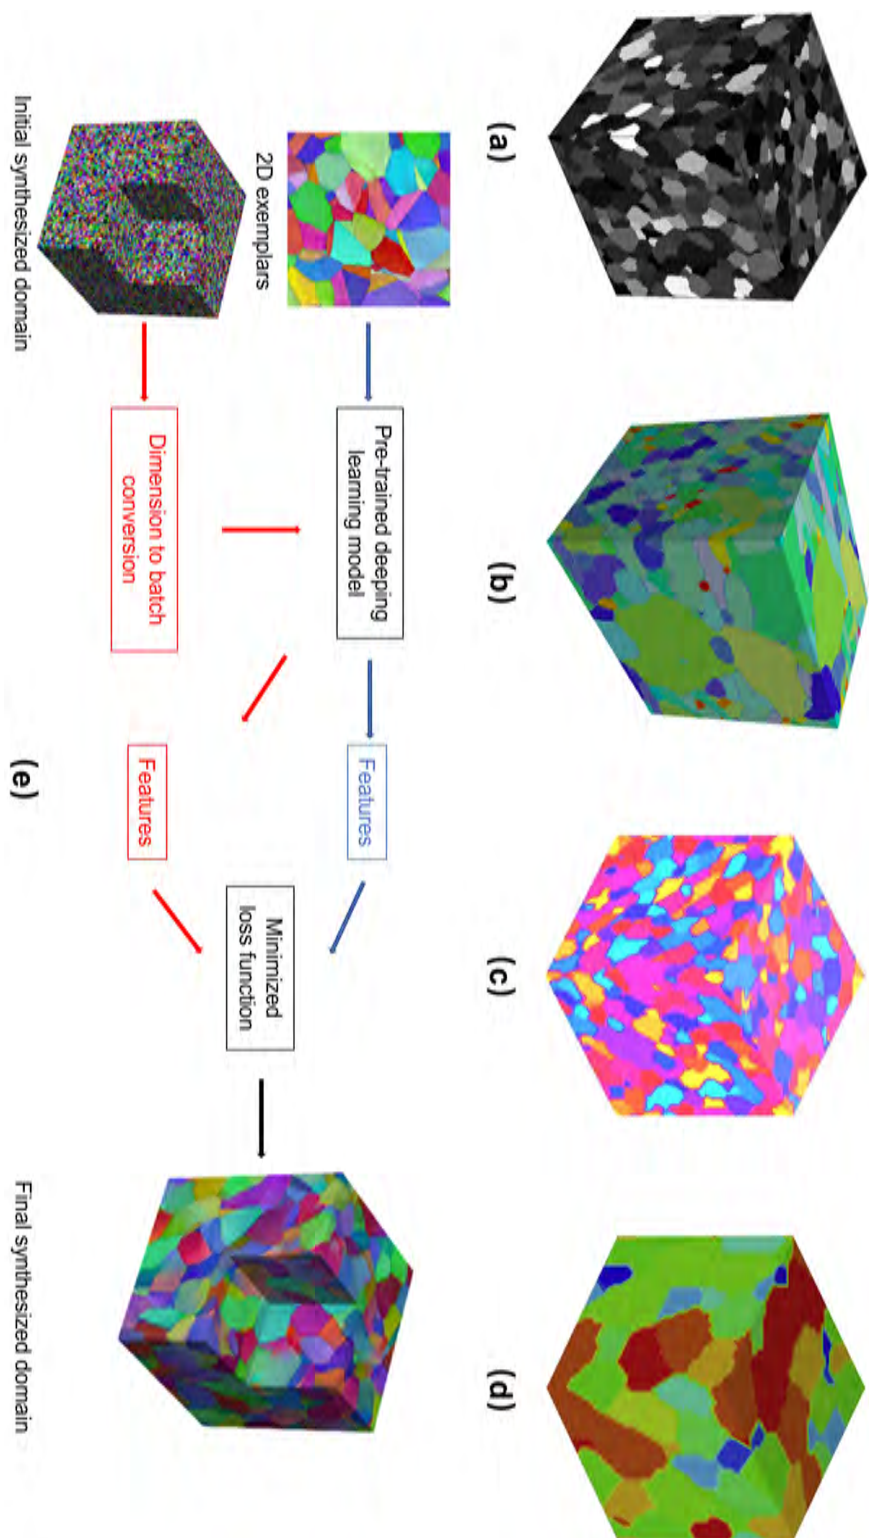 (a)
(b)
(c)
(d)
2D exemplars
Pre-trained deeping
learning model
Features
Minimized
loss function
Initial synthesized domain
Dimension to batch
conversion
Features
Final synthesized domain
(e)